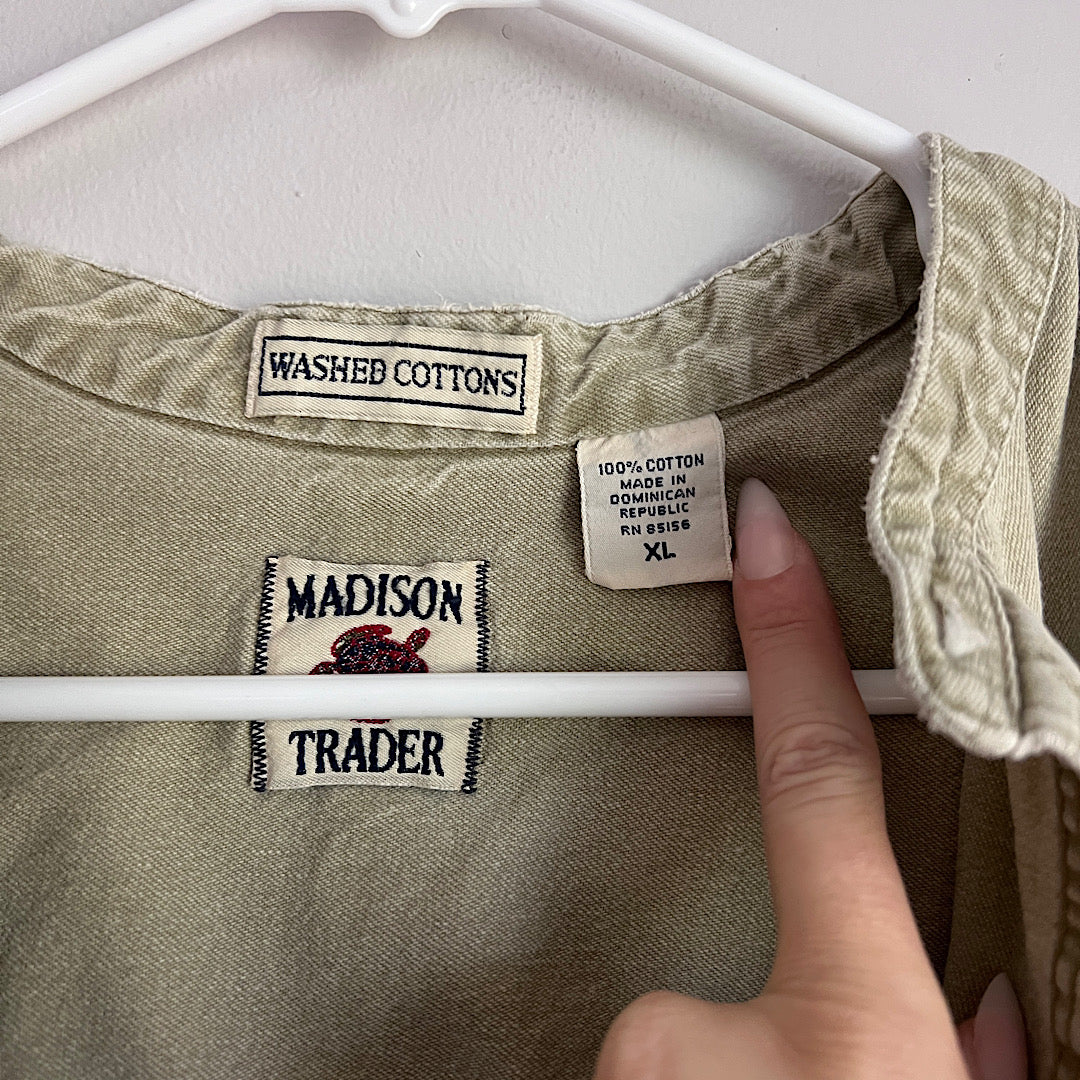 WASHED COTTONS
100% COTTON
MADE IN
DOMINICAN
REPUBLIC
RN 85156
XL
MADISON
TRADER